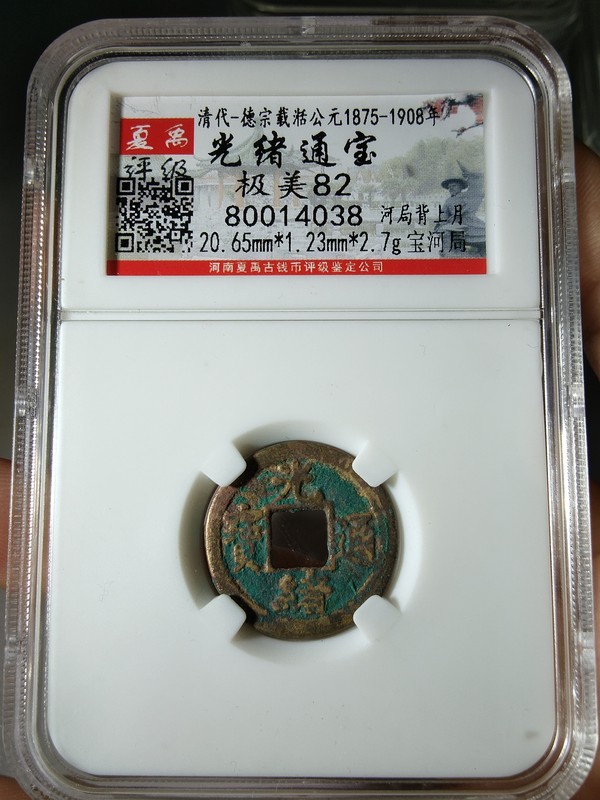 清代-德宗载湉公元1875-1908年
夏禹
评级
光绪通宝
极美82
80014038 河局背上月
20.65mm*1.23mm*2.7g 宝河局
河南夏禹古钱币评级鉴定公司
光
寶 通
緒